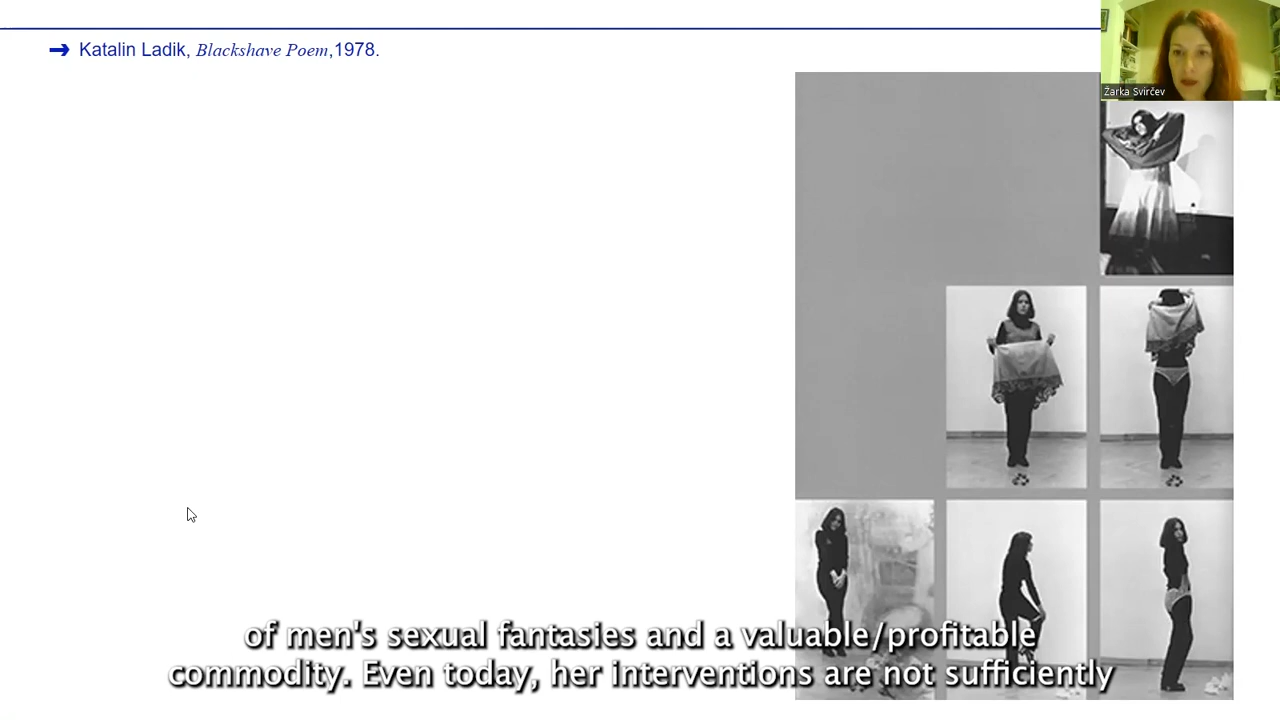 ➔ Katalin Ladik, Blackshave Poem,1978.
Žarka Svirčev
of men's sexual fantasies and a valuable/profitable
commodity. Even today, her interventions are not sufficiently